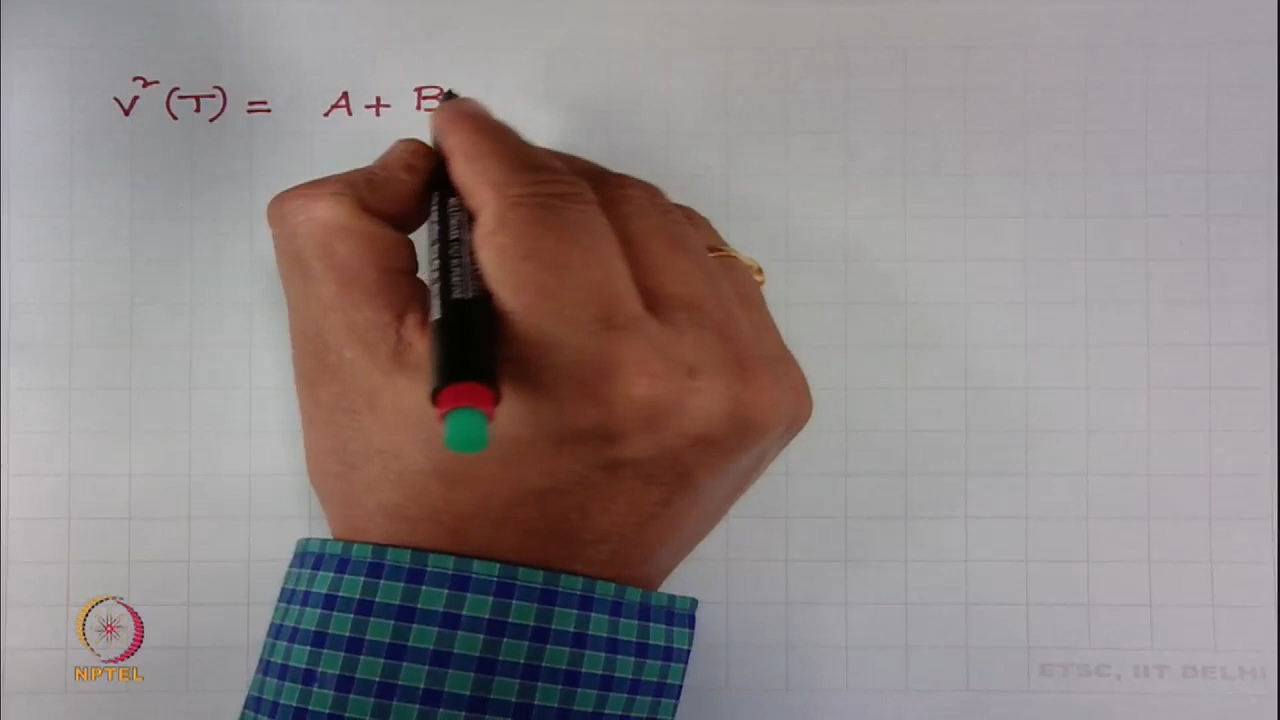 V²(T) = A + B
NPTEL
ETSC, IIT DELHI